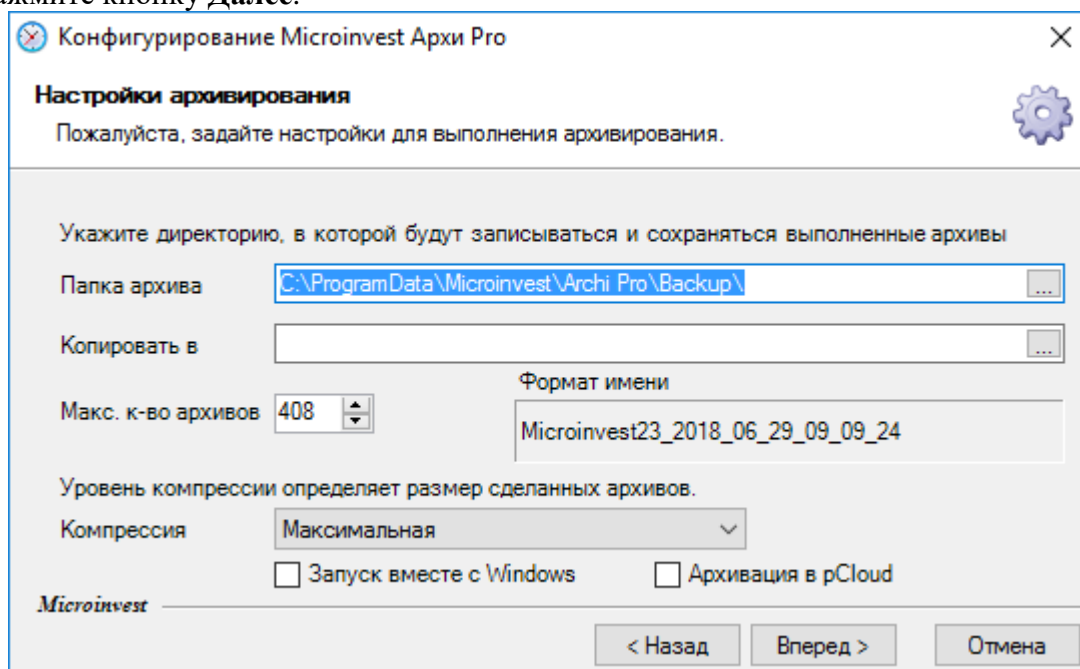 кнопку Далее.
Конфигурирование Microinvest Архи Pro
Настройки архивирования
Пожалуйста, задайте настройки для выполнения архивирования.
Укажите директорию, в которой будут записываться и сохраняться выполненные архивы
Папка архива C:\ProgramData\Microinvest\Archi Pro\Backup\ ...
Копировать в ...
Формат имени
Макс. к-во архивов 408
Microinvest23_2018_06_29_09_09_24
Уровень компрессии определяет размер сделанных архивов.
Компрессия Максимальная
Запуск вместе с Windows Архивация в pCloud
Microinvest
< Назад Вперед > Отмена